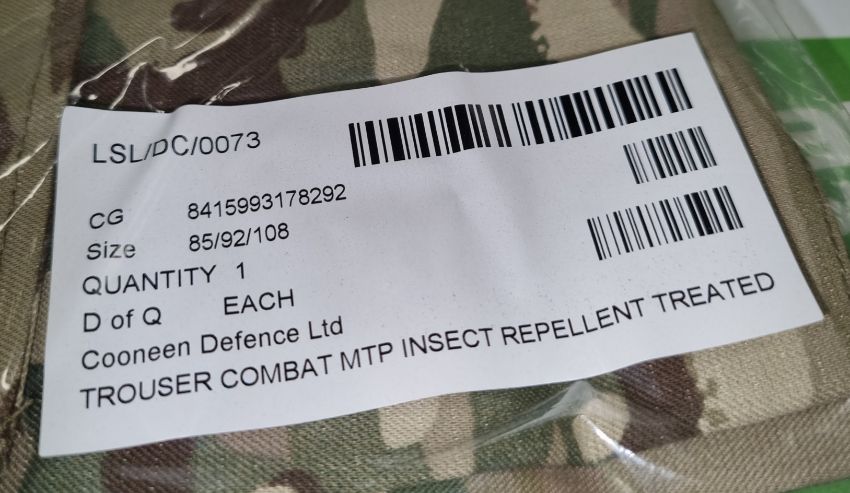 LSL/DC/0073
CG 8415993178292
Size 85/92/108
QUANTITY 1
D of Q EACH
Cooneen Defence Ltd
TROUSER COMBAT MTP INSECT REPELLENT TREATED